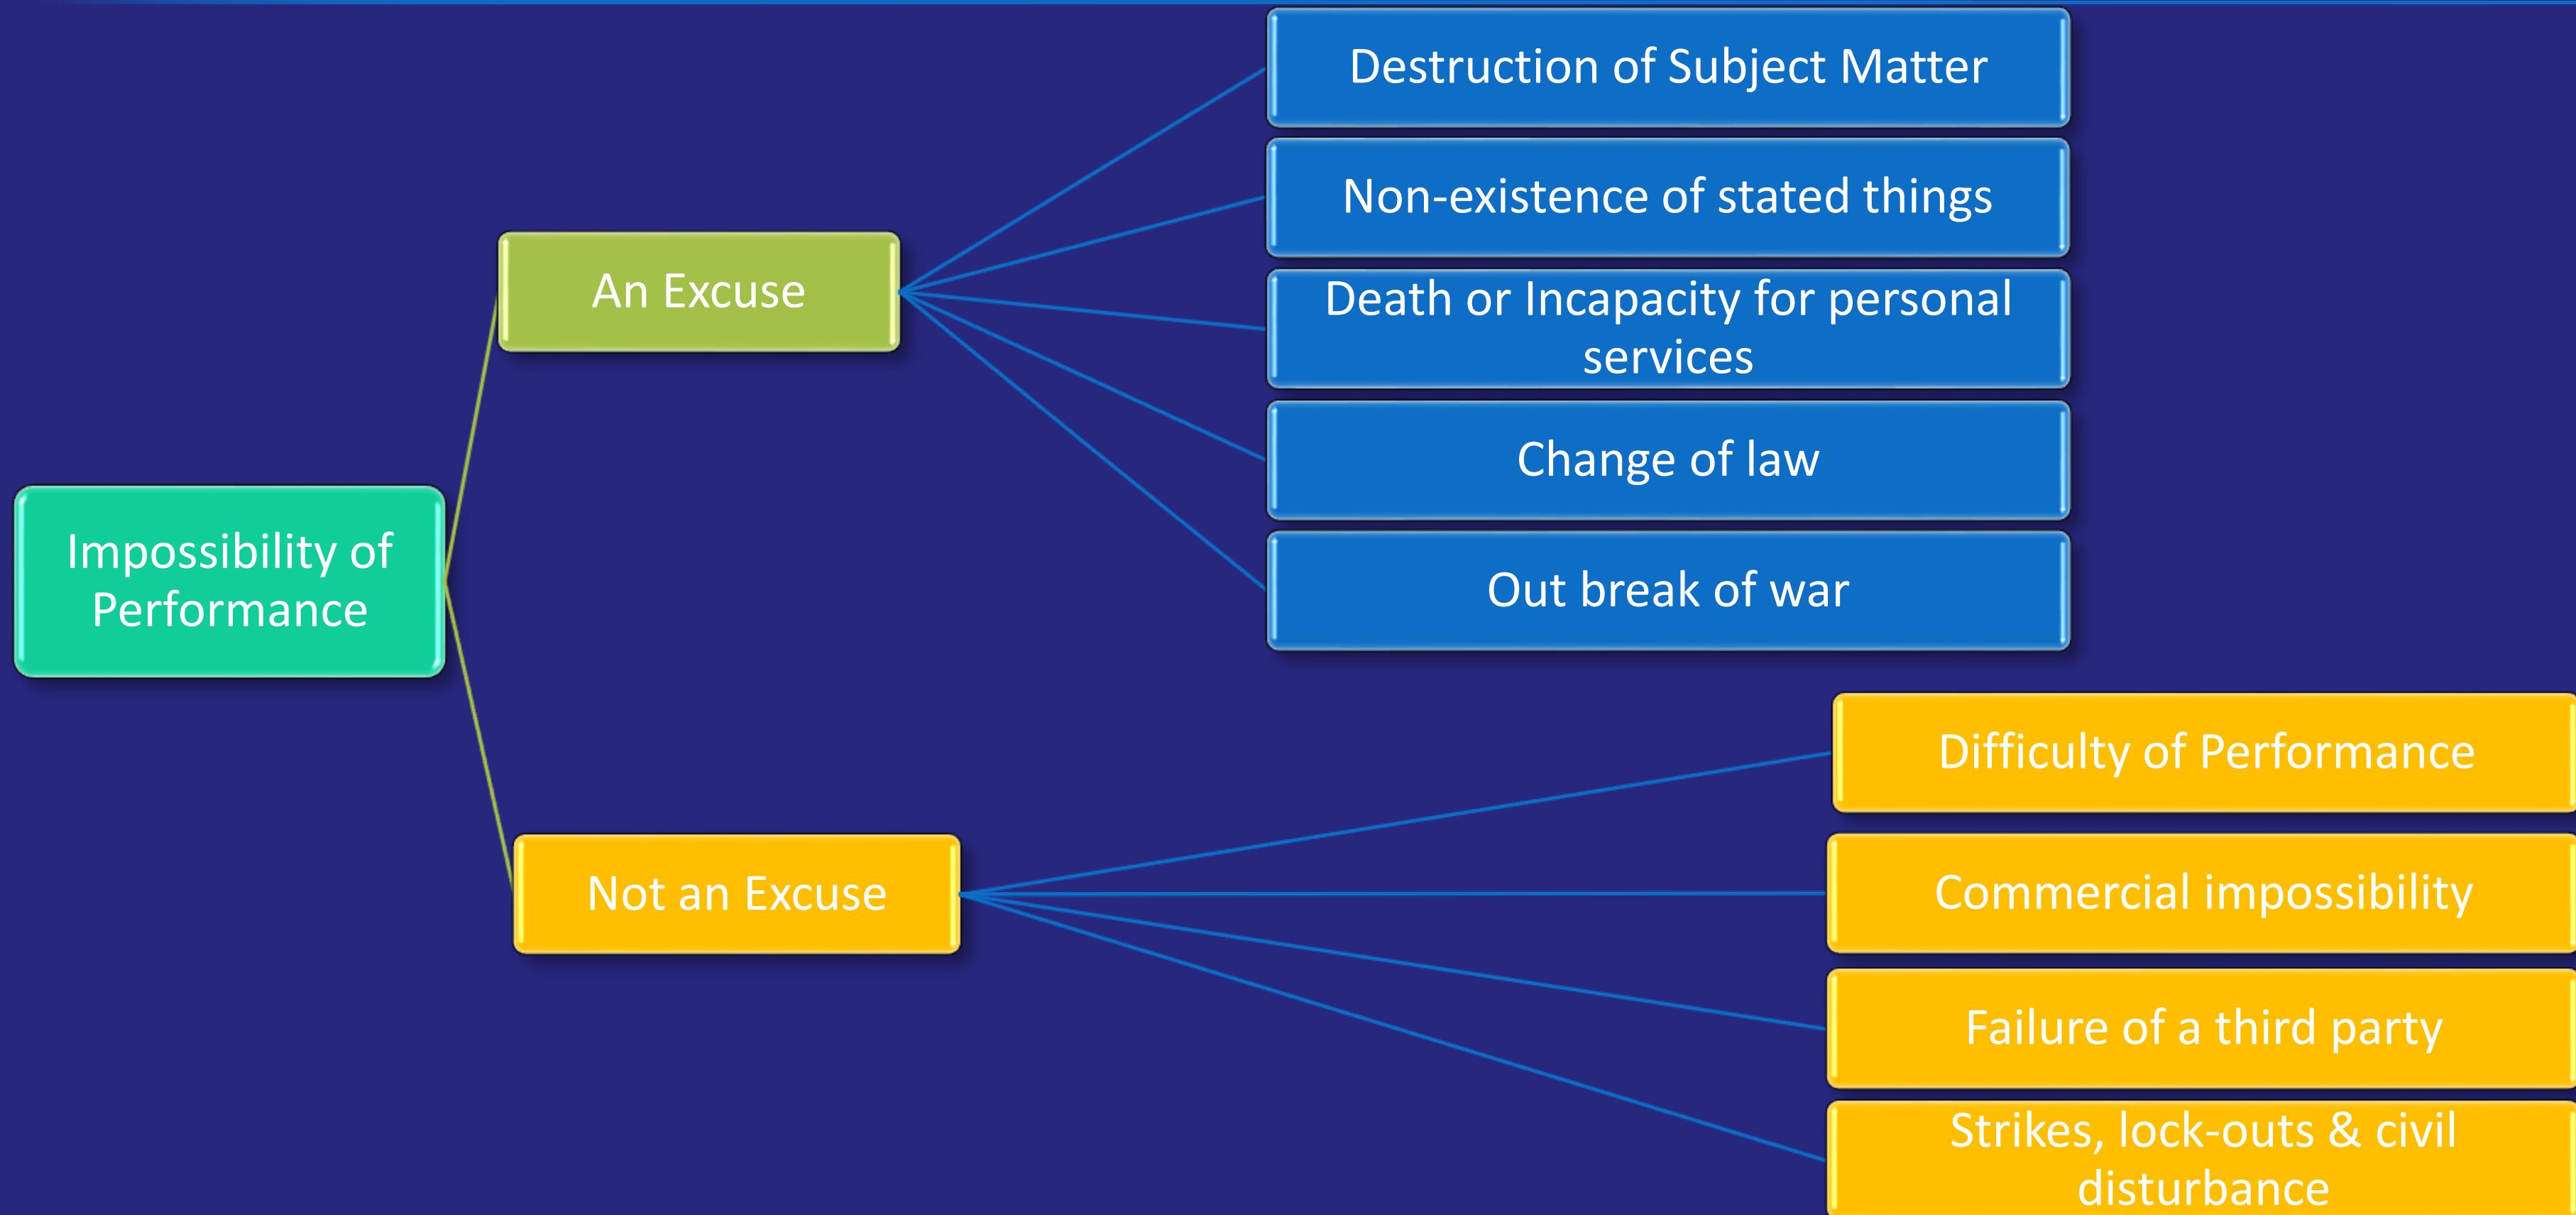 Impossibility of
Performance
An Excuse
Destruction of Subject Matter
Non-existence of stated things
Death or Incapacity for personal
services
Change of law
Out break of war
Not an Excuse
Difficulty of Performance
Commercial impossibility
Failure of a third party
Strikes, lock-outs & civil
disturbance